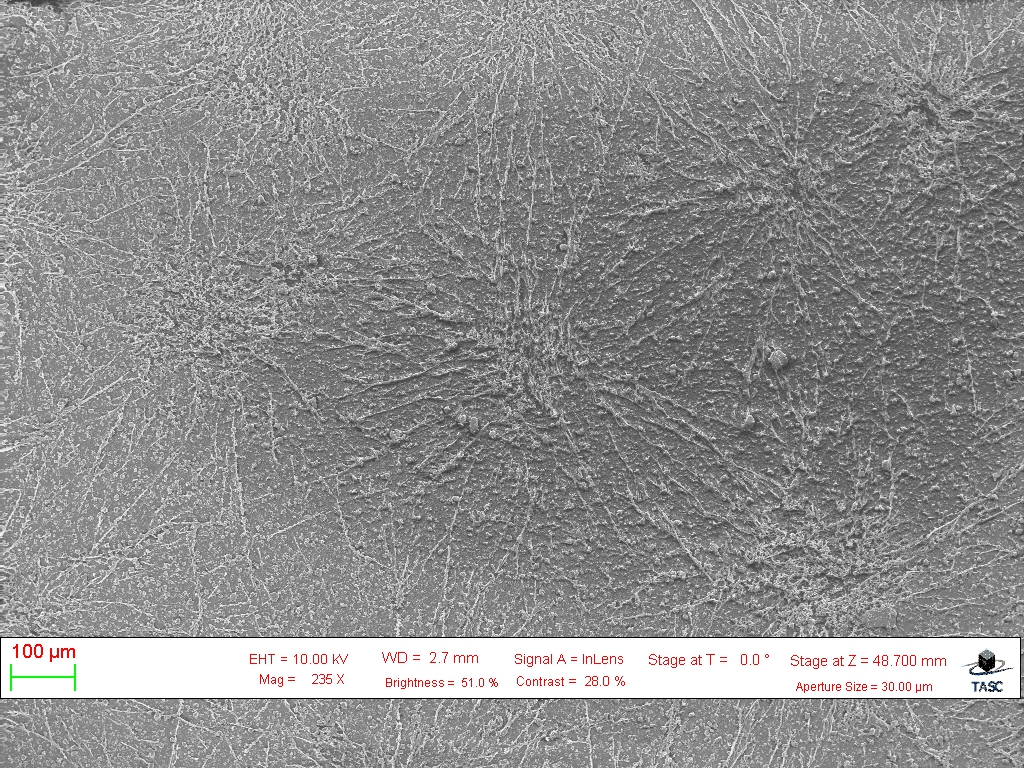 100 µm
EHT = 10.00 kV WD = 2.7 mm Signal A = InLens Stage at T = 0.0 ° Stage at Z = 48.700 mm
Mag = 235 X Brightness = 51.0 % Contrast = 28.0 % Aperture Size = 30.00 µm
TASC